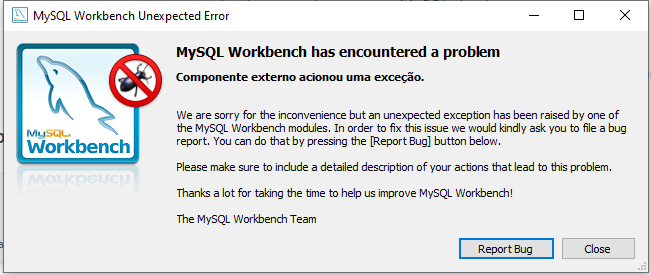 MySQL Workbench Unexpected Error
MySQL Workbench has encountered a problem
Componente externo acionou uma exceção.
We are sorry for the inconvenience but an unexpected exception has been raised by one of
the MySQL Workbench modules. In order to fix this issue we would kindly ask you to file a bug
report. You can do that by pressing the [Report Bug] button below.
Please make sure to include a detailed description of your actions that lead to this problem.
Thanks a lot for taking the time to help us improve MySQL Workbench!
The MySQL Workbench Team
MySQL
Workbench
Report Bug
Close